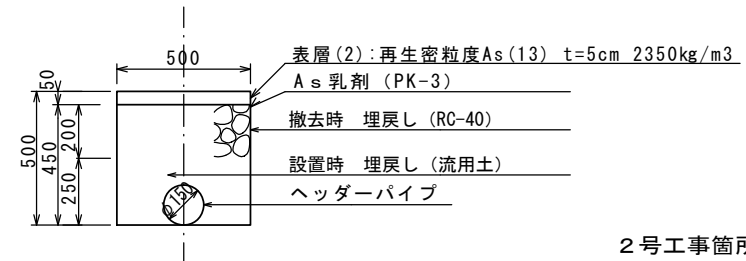 500
表層(2):再生密粒度As(13) t=5cm 2350kg/m3
As乳剤(PK-3)
撤去時 埋戻し(RC-40)
設置時 埋戻し(流用土)
ヘッダーパイプ
50
500
450
200
250
φ150
2号工事箇所